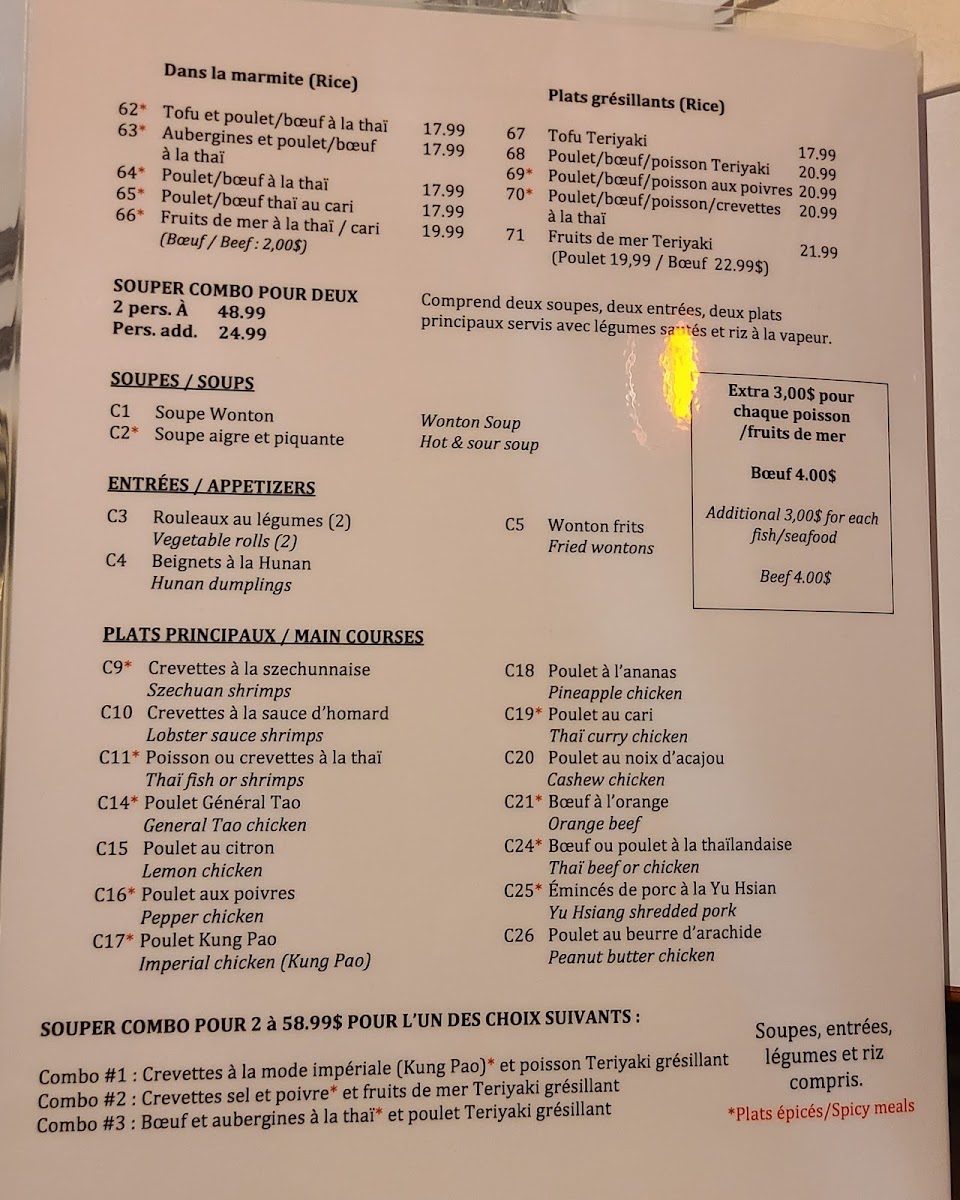 Dans la marmite (Rice)
62* Tofu et poulet/bœuf à la thaï 17.99
63* Aubergines et poulet/bœuf 17.99
à la thaï
64* Poulet/bœuf à la thaï 17.99
65* Poulet/bœuf thaï au cari 17.99
66* Fruits de mer à la thaï / cari 19.99
(Bœuf / Beef : 2,00$)
Plats grésillants (Rice)
67 Tofu Teriyaki 17.99
68 Poulet/bœuf/poisson Teriyaki 20.99
69* Poulet/bœuf/poisson aux poivres 20.99
70* Poulet/bœuf/poisson/crevettes 20.99
à la thaï
71 Fruits de mer Teriyaki 21.99
(Poulet 19,99 / Bœuf 22.99$)
SOUPER COMBO POUR DEUX
2 pers. À 48.99
Pers. add. 24.99
Comprend deux soupes, deux entrées, deux plats
principaux servis avec légumes sautés et riz à la vapeur.
SOUPES / SOUPS
C1 Soupe Wonton Wonton Soup
C2* Soupe aigre et piquante Hot & sour soup
Extra 3,00$ pour
chaque poisson
/fruits de mer
Bœuf 4.00$
Additional 3,00$ for each
fish/seafood
Beef 4.00$
ENTRÉES / APPETIZERS
C3 Rouleaux au légumes (2)
Vegetable rolls (2)
C4 Beignets à la Hunan
Hunan dumplings
C5 Wonton frits
Fried wontons
PLATS PRINCIPAUX / MAIN COURSES
C9* Crevettes à la szechunnaise
Szechuan shrimps
C10 Crevettes à la sauce d'homard
Lobster sauce shrimps
C11* Poisson ou crevettes à la thaï
Thaï fish or shrimps
C14* Poulet Général Tao
General Tao chicken
C15 Poulet au citron
Lemon chicken
C16* Poulet aux poivres
Pepper chicken
C17* Poulet Kung Pao
Imperial chicken (Kung Pao)
C18 Poulet à l'ananas
Pineapple chicken
C19* Poulet au cari
Thaï curry chicken
C20 Poulet au noix d'acajou
Cashew chicken
C21* Bœuf à l'orange
Orange beef
C24* Bœuf ou poulet à la thaïlandaise
Thaï beef or chicken
C25* Émincés de porc à la Yu Hsian
Yu Hsiang shredded pork
C26 Poulet au beurre d'arachide
Peanut butter chicken
SOUPER COMBO POUR 2 à 58.99$ POUR L'UN DES CHOIX SUIVANTS :
Combo #1 : Crevettes à la mode impériale (Kung Pao)* et poisson Teriyaki grésillant
Combo #2 : Crevettes sel et poivre* et fruits de mer Teriyaki grésillant
Combo #3 : Bœuf et aubergines à la thaï* et poulet Teriyaki grésillant
Soupes, entrées,
légumes et riz
compris.
*Plats épicés/Spicy meals